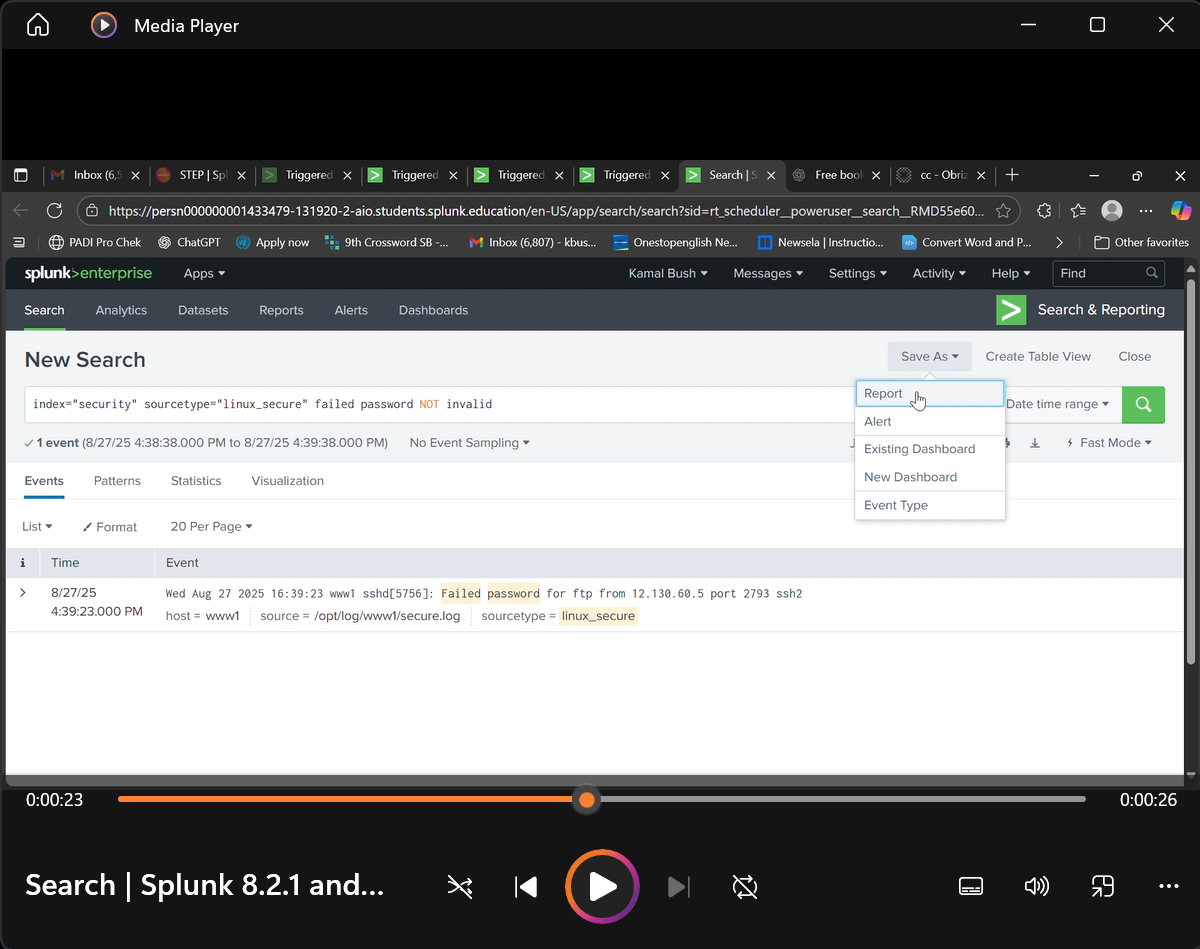 Media Player
Inbox (6,5 STEP | Spl Triggered Triggered Triggered Triggered Search | S Free book cc - Obriz
https://persn000000001433479-131920-2-aio.students.splunk.education/en-US/app/search/search?sid=rt_scheduler__poweruser__search__RMD55e60...
PADI Pro Chek ChatGPT Apply now 9th Crossword SB -... Inbox (6,807) - kbus... Onestopenglish Ne... Newsela | Instructio... Convert Word and P... Other favorites
splunk>enterprise Apps Kamal Bush Messages Settings Activity Help Find
Search Analytics Datasets Reports Alerts Dashboards Search & Reporting
New Search Save As Create Table View Close
index="security" sourcetype="linux_secure" failed password NOT invalid Date time range
Report
Alert
Existing Dashboard
New Dashboard
Event Type
1 event (8/27/25 4:38:38.000 PM to 8/27/25 4:39:38.000 PM) No Event Sampling Fast Mode
Events Patterns Statistics Visualization
List Format 20 Per Page
i Time Event
8/27/25 Wed Aug 27 2025 16:39:23 www1 sshd[5756]: Failed password for ftp from 12.130.60.5 port 2793 ssh2
4:39:23.000 PM host = www1 source = /opt/log/www1/secure.log sourcetype = linux_secure
0:00:23 0:00:26
Search | Splunk 8.2.1 and...